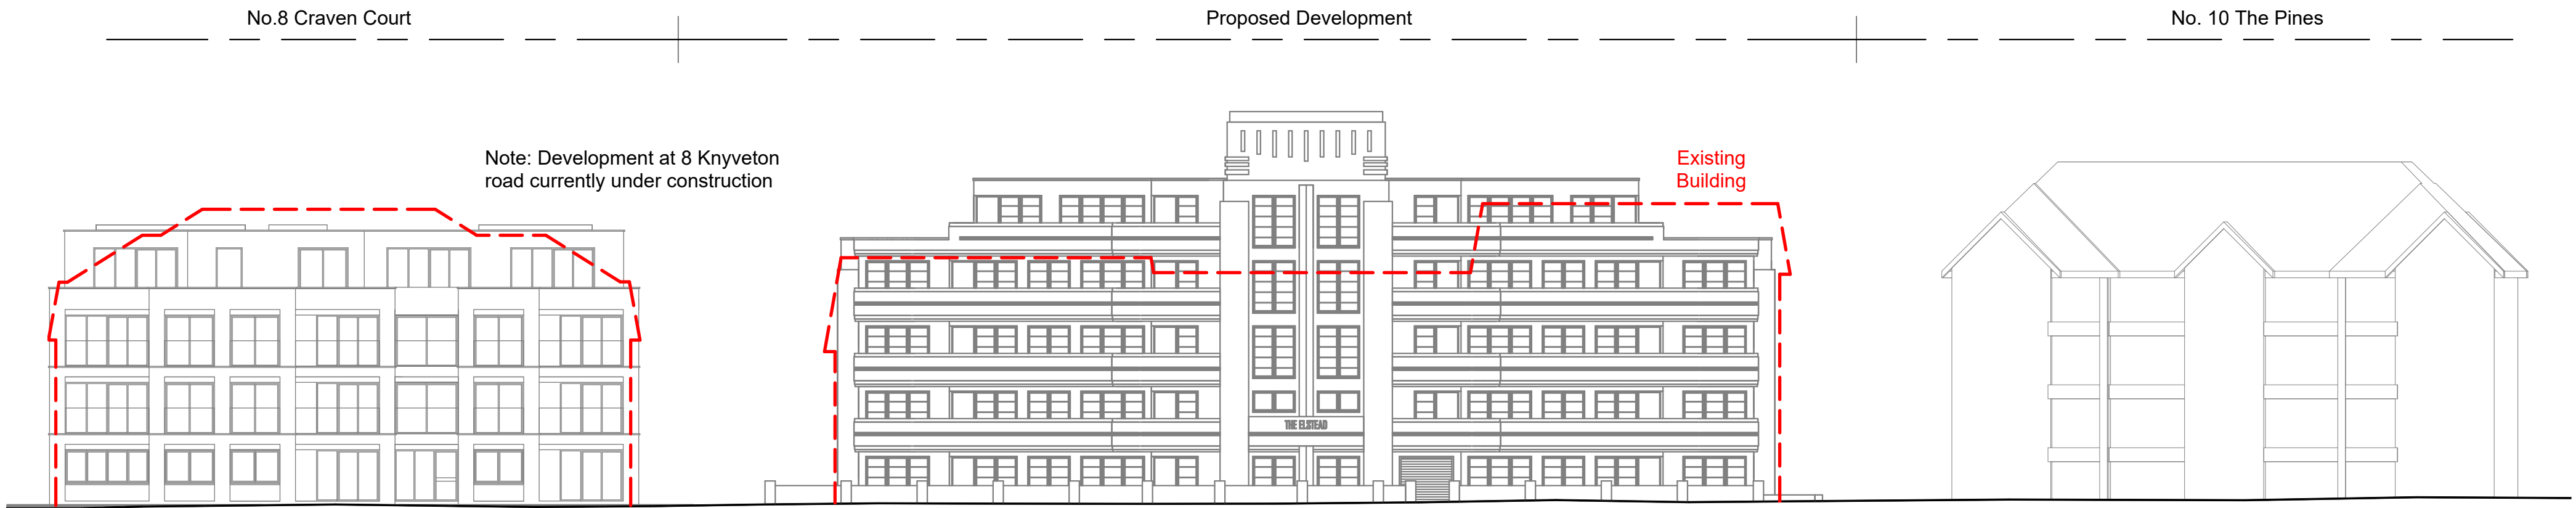 No.8 Craven Court
Proposed Development
No. 10 The Pines
Note: Development at 8 Knyveton
road currently under construction
Existing
Building
THE ELSTEAD